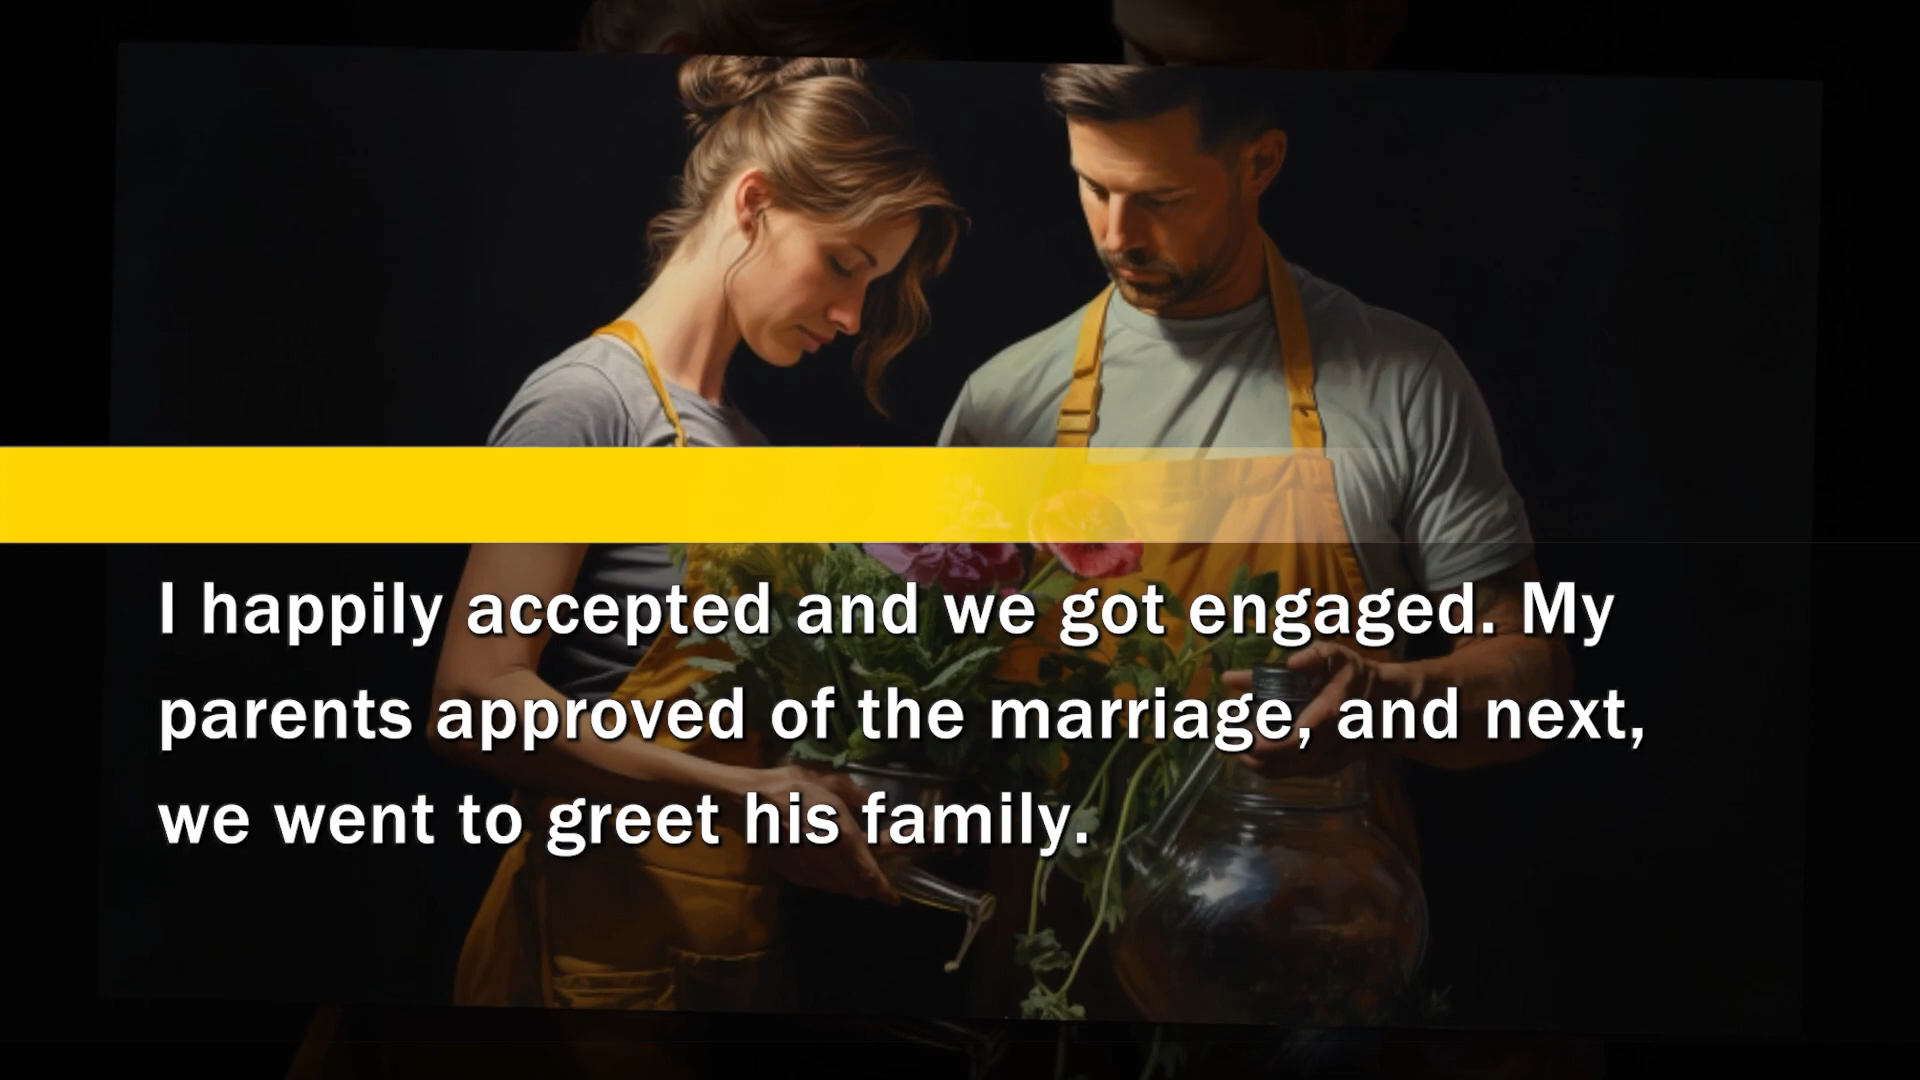 I happily accepted and we got engaged. My
parents approved of the marriage, and next,
we went to greet his family.